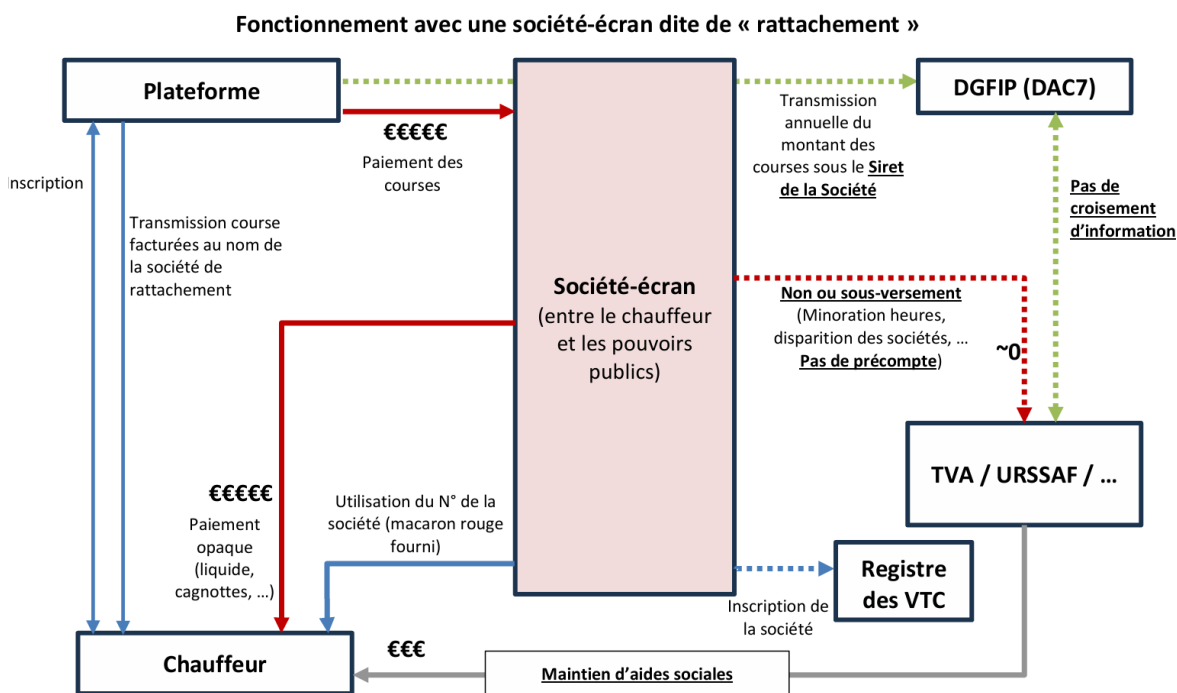 Fonctionnement avec une société-écran dite de « rattachement »
Plateforme
DGFIP (DAC7)
€€€€€
Paiement des
courses
Transmission
annuelle du
montant des
courses sous le Siret
de la Société
Inscription
Transmission course
facturées au nom de
la société de
rattachement
Pas de
croisement
d'information
Société-écran
(entre le chauffeur
et les pouvoirs
publics)
Non ou sous-versement
(Minoration heures,
disparition des sociétés, …
Pas de précompte)
~0
TVA / URSSAF / …
€€€€€
Paiement
opaque
(liquide,
cagnottes, …)
Utilisation du N° de la
société (macaron rouge
fourni)
Registre
des VTC
Inscription de
la société
Chauffeur
€€€
Maintien d'aides sociales